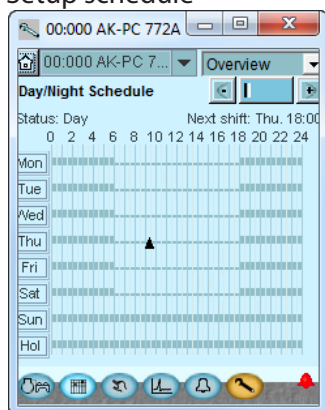 Setup schedule
00:000 AK-PC 772A
00:000 AK-PC 7...
Overview
Day/Night Schedule
Status: Day
Next shift: Thu. 18:00
0 2 4 6 8 10 12 14 16 18 20 22 24
Mon
Tue
Wed
Thu
Fri
Sat
Sun
Hol